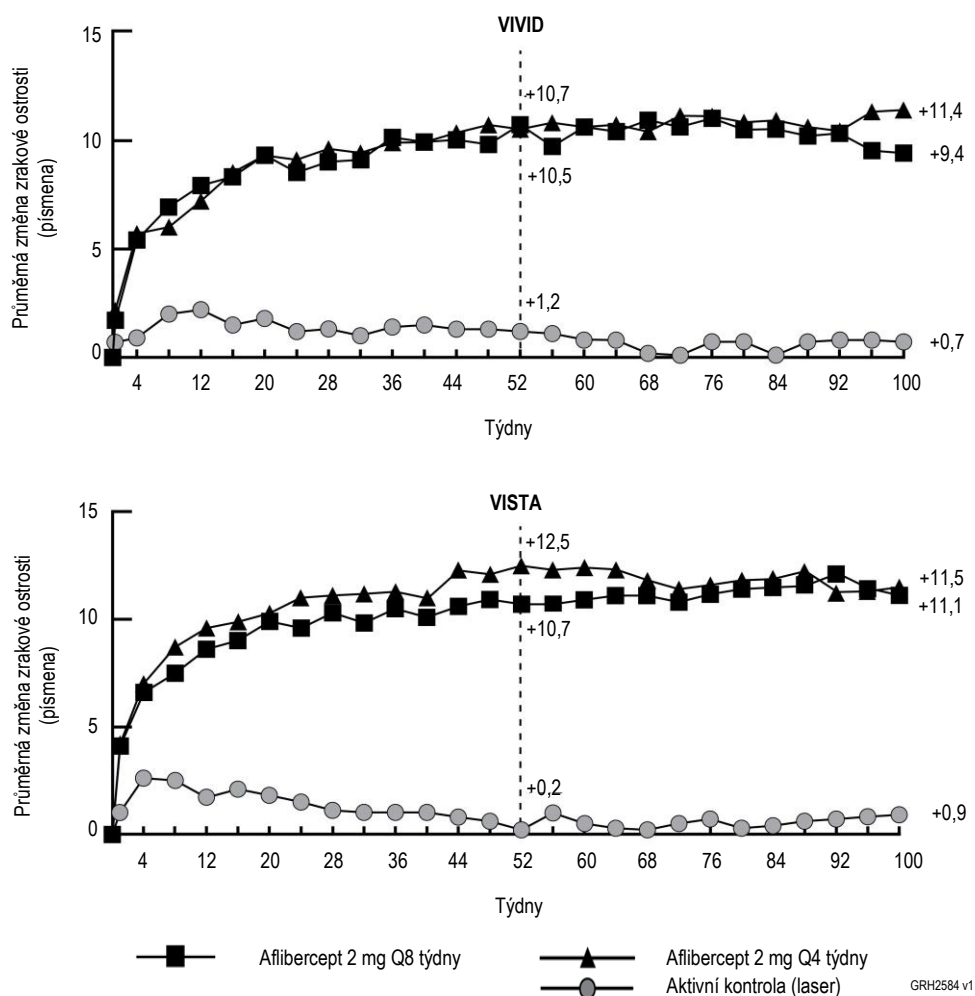 VIVID
Průměrná změna zrakové ostrosti
(písmena)
15
10
5
0
+10,7
+10,5
+1,2
+11,4
+9,4
+0,7
4 12 20 28 36 44 52 60 68 76 84 92 100
Týdny
VISTA
Průměrná změna zrakové ostrosti
(písmena)
15
10
5
0
+12,5
+10,7
+0,2
+11,5
+11,1
+0,9
4 12 20 28 36 44 52 60 68 76 84 92 100
Týdny
Aflibercept 2 mg Q8 týdny
Aflibercept 2 mg Q4 týdny
Aktivní kontrola (laser)
GRH2584 v1